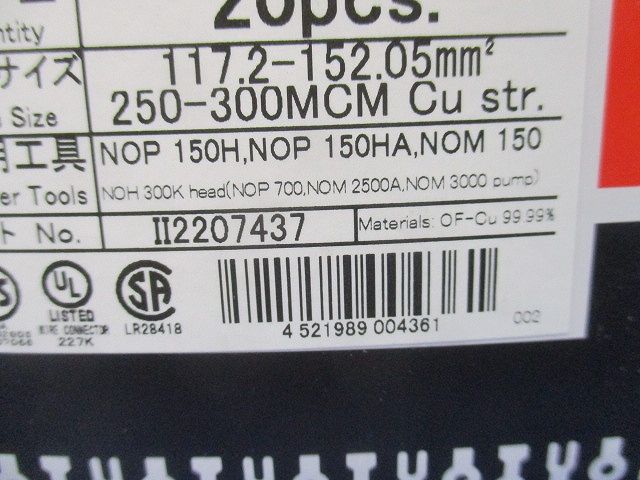 20pcs.
ntity
サイズ
Size
117.2-152.05mm²
250-300MCM Cu str.
用工具
er Tools
NOP 150H,NOP 150HA,NOM 150
NOH 300K head(NOP 700,NOM 2500A,NOM 3000 pump)
ト No.
II2207437
Materials: OF-Cu 99.99%
UL
LISTED
WIRE CONNECTOR
227K
SA
LR28418
4 521989 004361
002